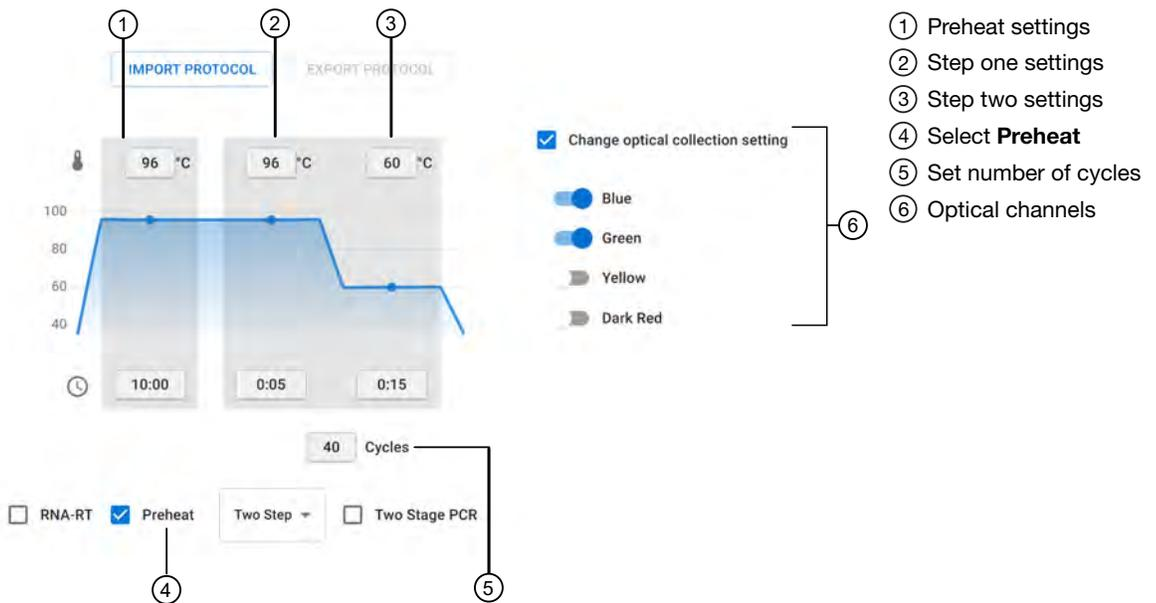 1 2 3
IMPORT PROTOCOL EXPORT PROTOCOL
96 °C 96 °C 60 °C
100
80
60
40
10:00 0:05 0:15
40 Cycles
RNA-RT Preheat Two Step Two Stage PCR
4 5
Change optical collection setting
Blue
Green
Yellow
Dark Red
6
1 Preheat settings
2 Step one settings
3 Step two settings
4 Select Preheat
5 Set number of cycles
6 Optical channels